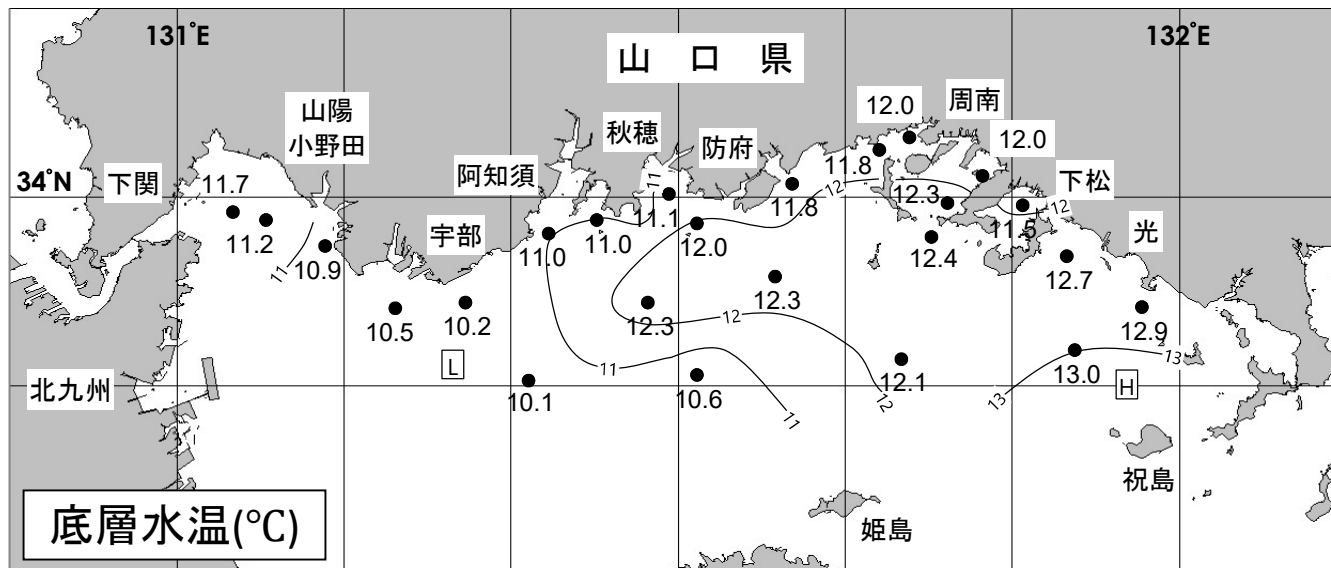 131°E
132°E
山 口 県
山陽
小野田
秋穂
防府
12.0
周南
12.0
34°N
下関
11.7
阿知須
11
11.8
12
下松
11.2
11.1
11.8
12.3
12
11.5
光
宇部
11.0
11.0
12.0
12.4
11
10.9
12.7
12.3
10.5
10.2
12.3
12
12.9
L
11
12.1
13.0
13
H
北九州
10.1
10.6
12
13
11
祝島
底層水温(℃)
姫島